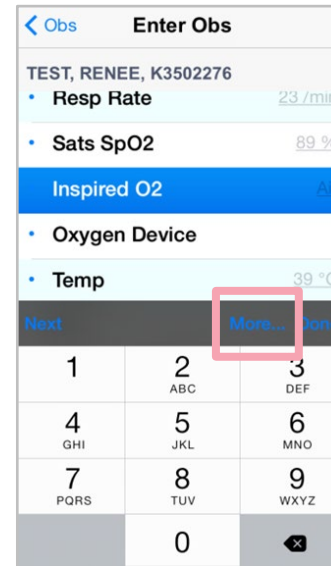 Obs Enter Obs
TEST, RENEE, K3502276
• Resp Rate 23 /min
• Sats SpO2 89 %
Inspired O2
• Oxygen Device
• Temp 39 °C
Next More...
1 2 3
ABC DEF
4 5 6
GHI JKL MNO
7 8 9
PQRS TUV WXYZ
0